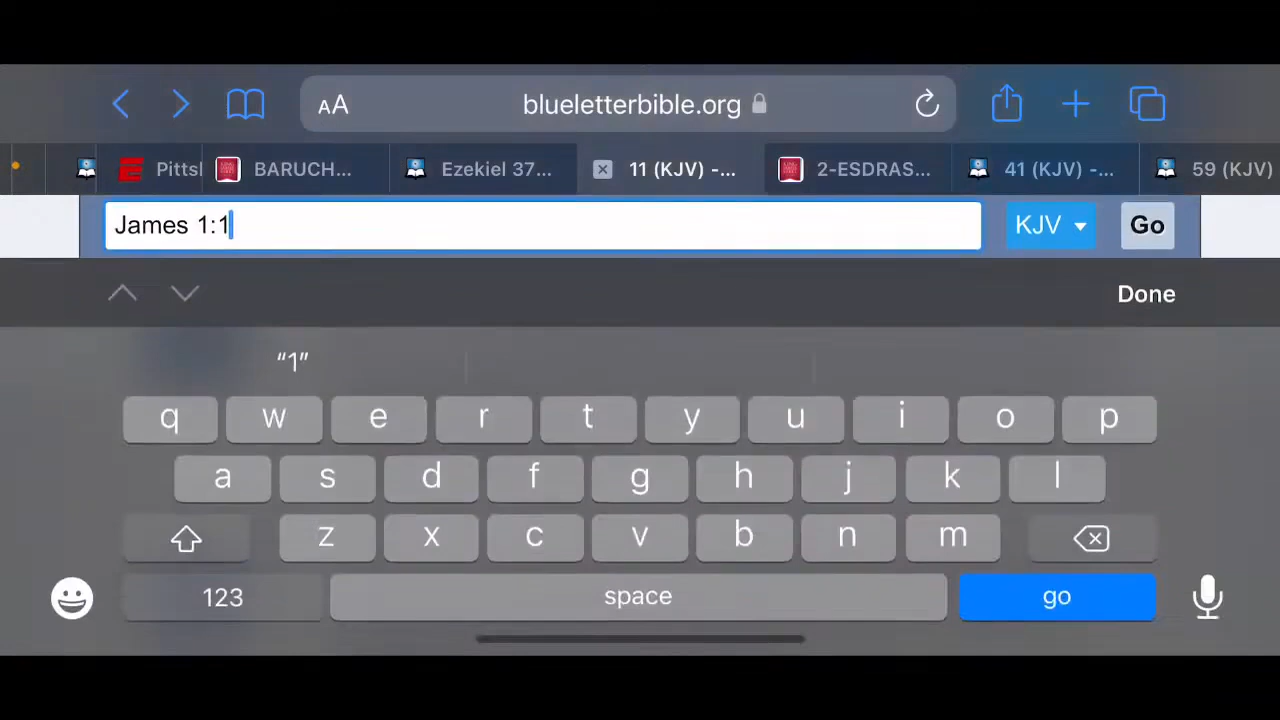 AA blueletterbible.org
Pittsl BARUCH... Ezekiel 37... 11 (KJV) -... 2-ESDRAS... 41 (KJV) -... 59 (KJV)
James 1:1 KJV Go
Done
“1”
q w e r t y u i o p
a s d f g h j k l
z x c v b n m
123 space go